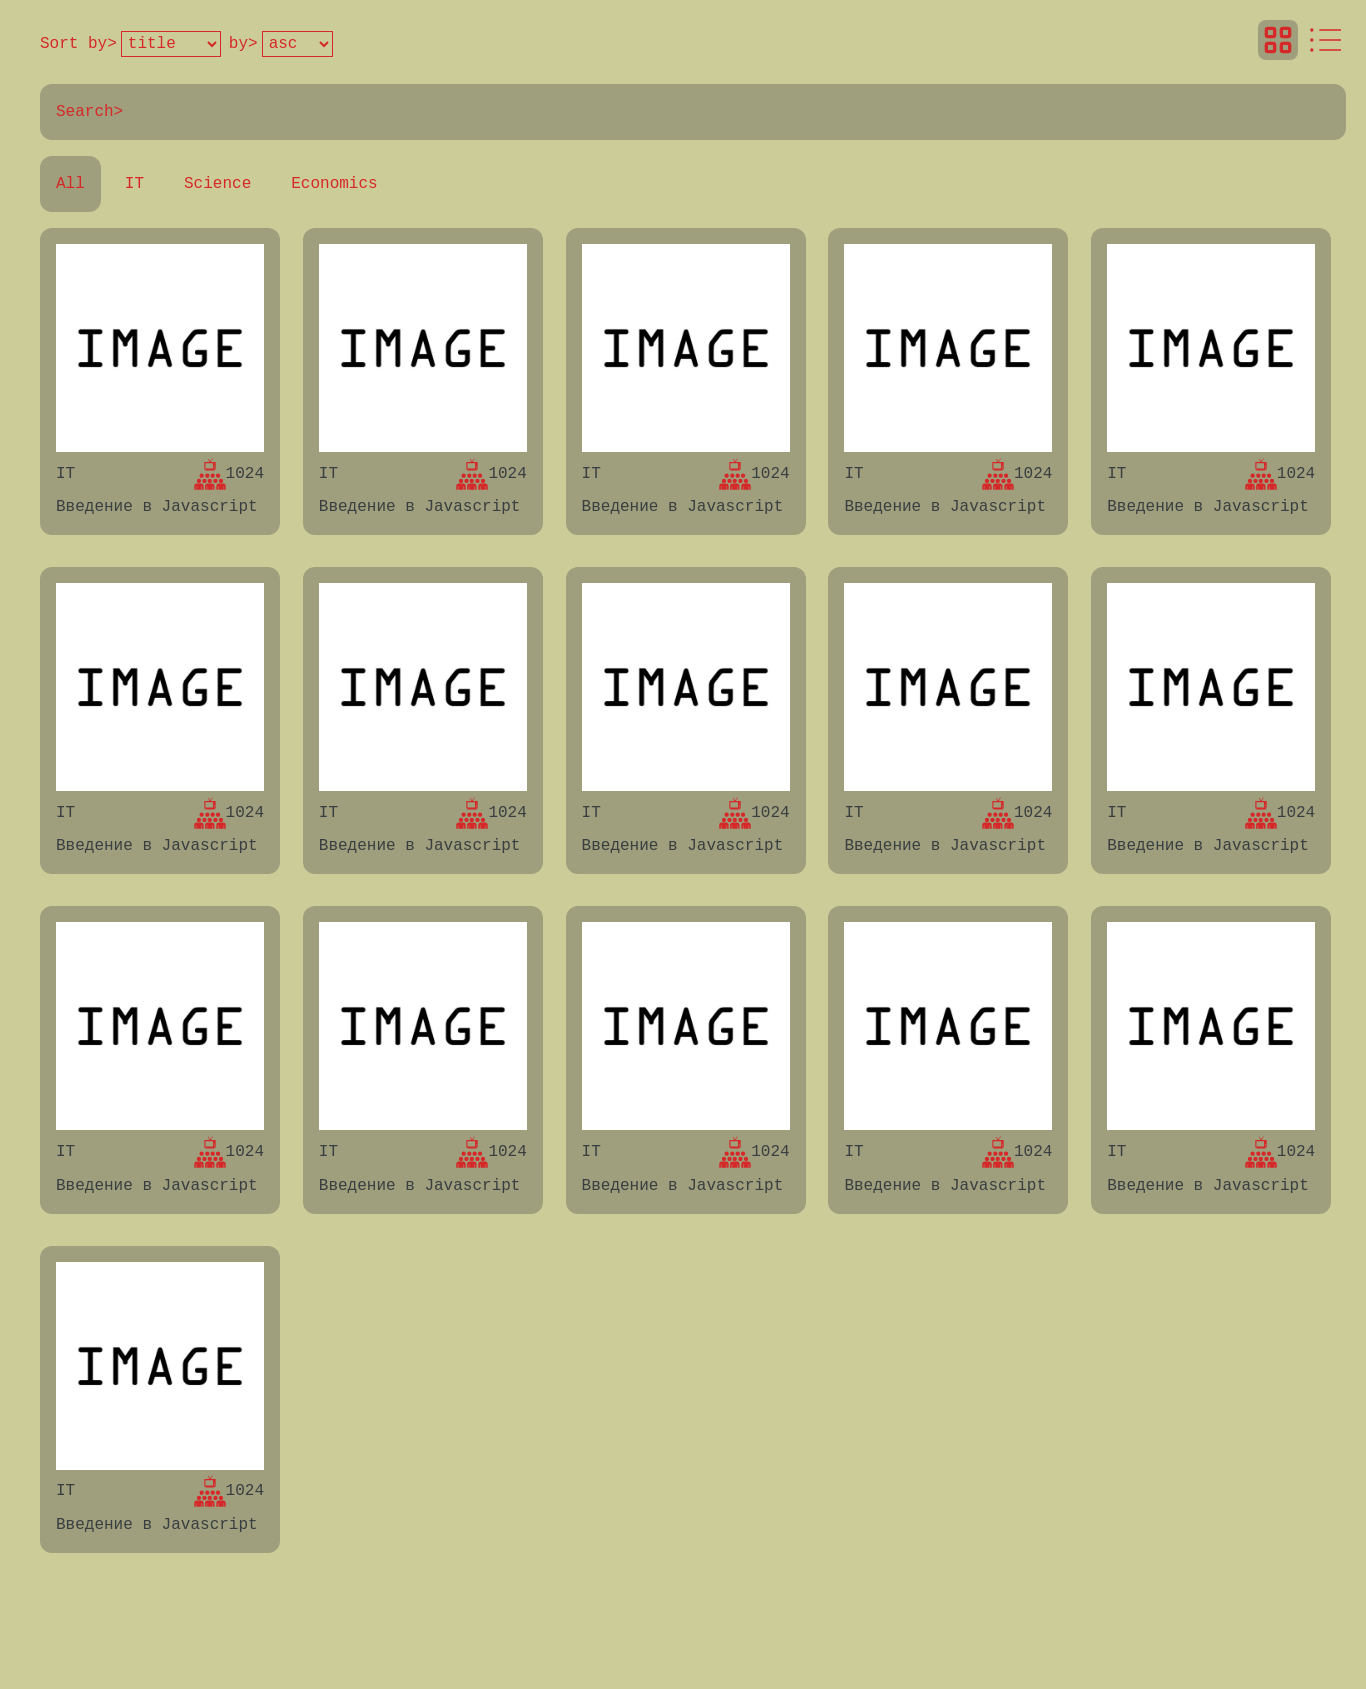 Sort by> title by> asc
Search>
All IT Science Economics
IMAGE IMAGE IMAGE IMAGE IMAGE
IT 1024 IT 1024 IT 1024 IT 1024 IT 1024
Введение в Javascript Введение в Javascript Введение в Javascript Введение в Javascript Введение в Javascript
IMAGE IMAGE IMAGE IMAGE IMAGE
IT 1024 IT 1024 IT 1024 IT 1024 IT 1024
Введение в Javascript Введение в Javascript Введение в Javascript Введение в Javascript Введение в Javascript
IMAGE IMAGE IMAGE IMAGE IMAGE
IT 1024 IT 1024 IT 1024 IT 1024 IT 1024
Введение в Javascript Введение в Javascript Введение в Javascript Введение в Javascript Введение в Javascript
IMAGE
IT 1024
Введение в Javascript